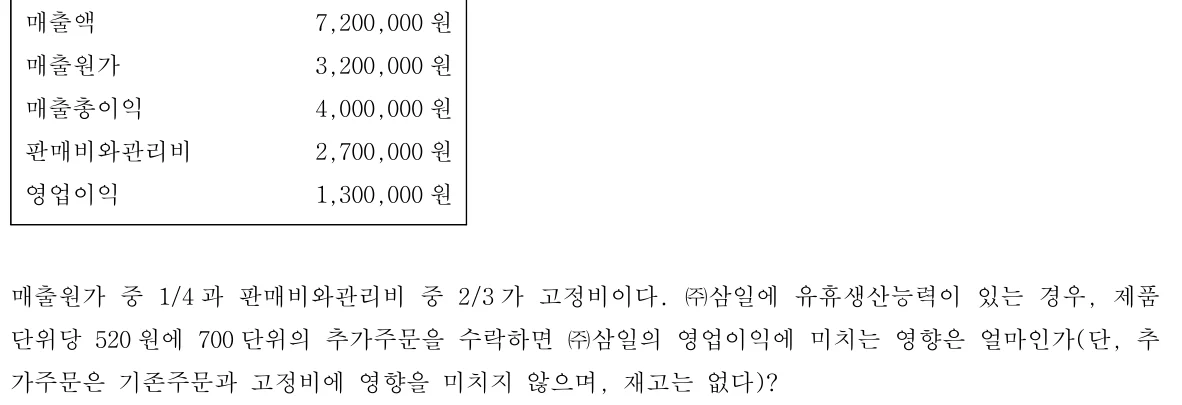 매출액 7,200,000 원
매출원가 3,200,000 원
매출총이익 4,000,000 원
판매비와관리비 2,700,000 원
영업이익 1,300,000 원
매출원가 중 1/4 과 판매비와관리비 중 2/3 가 고정비이다. ㈜삼일에 유휴생산능력이 있는 경우, 제품
단위당 520 원에 700 단위의 추가주문을 수락하면 ㈜삼일의 영업이익에 미치는 영향은 얼마인가(단, 추
가주문은 기존주문과 고정비에 영향을 미치지 않으며, 재고는 없다)?